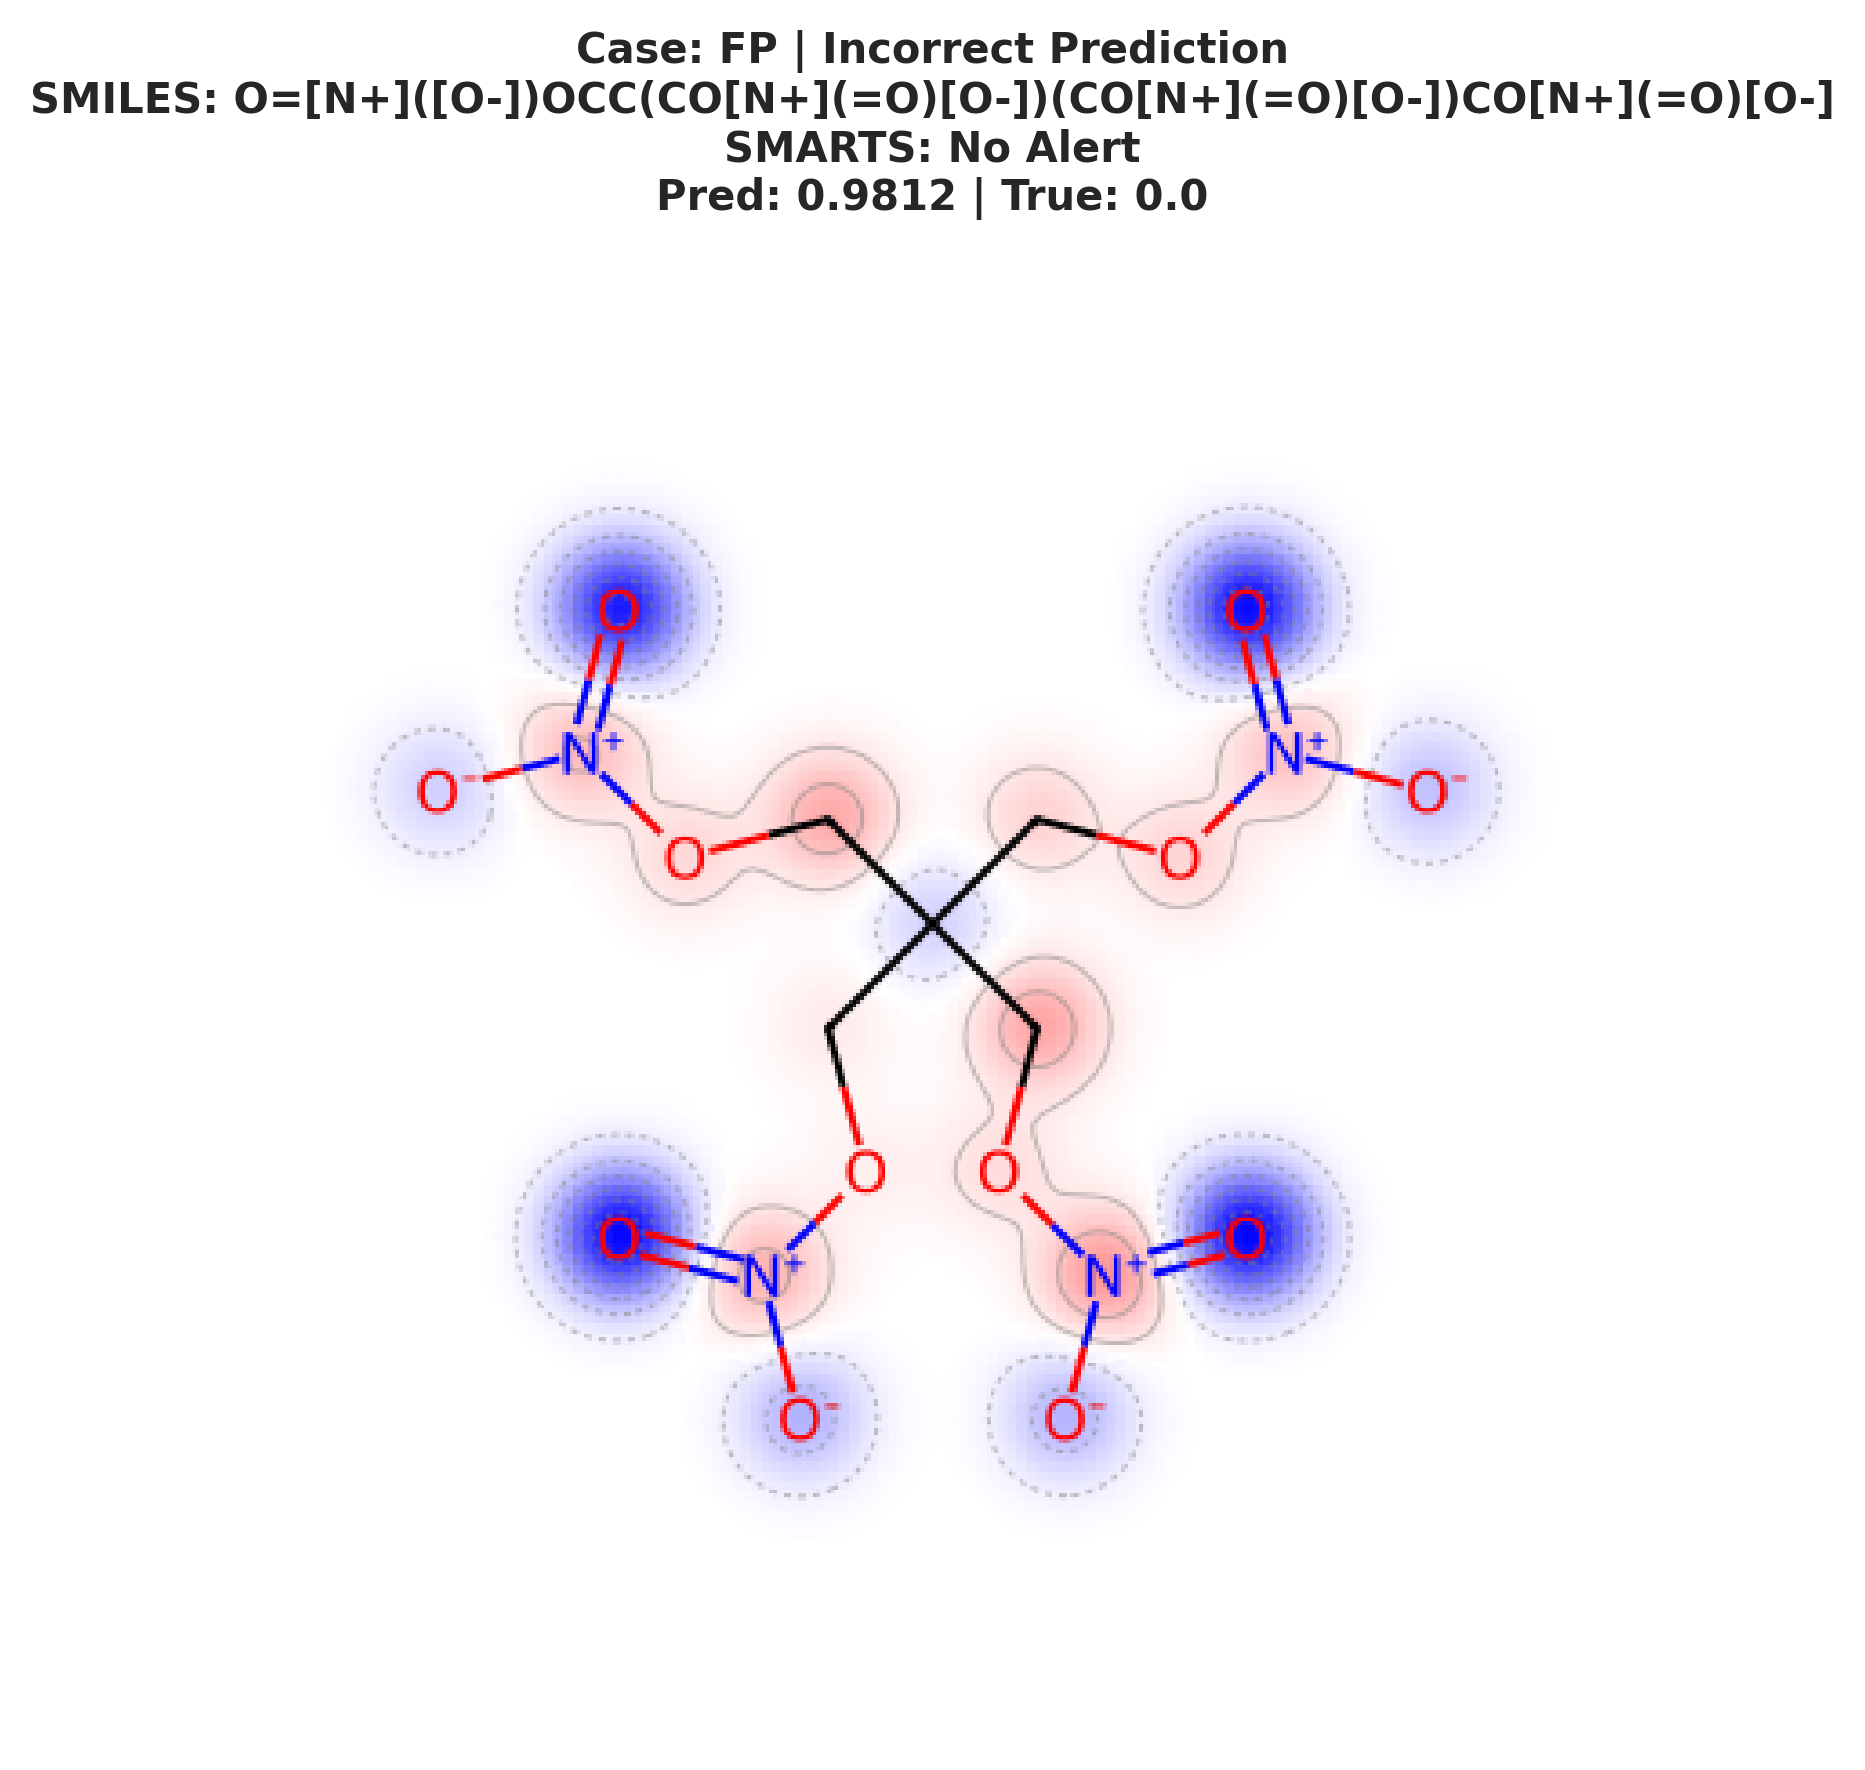 Case: FP | Incorrect Prediction
SMILES: O=[N+]([O-])OCC(CO[N+](=O)[O-])(CO[N+](=O)[O-])CO[N+](=O)[O-]
SMARTS: No Alert
Pred: 0.9812 | True: 0.0
O O
N+ N+
O- O-
O O
O O
O O
N+ N+
O- O-